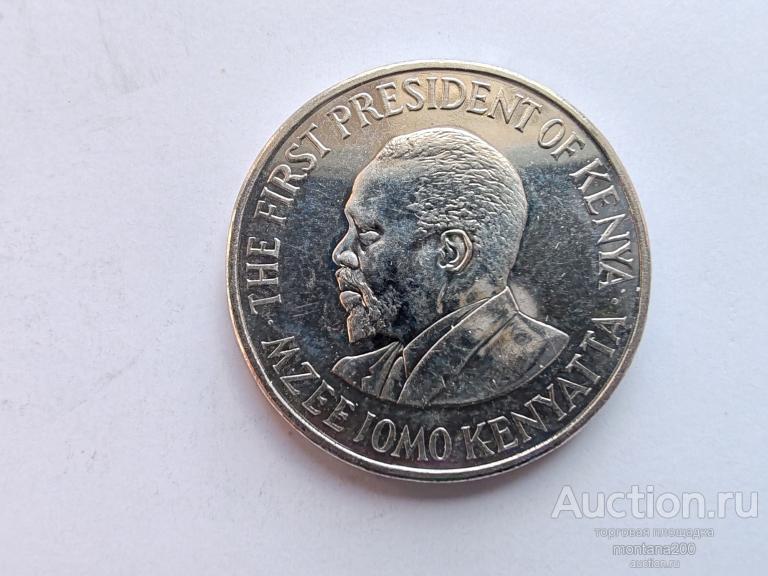 THE FIRST PRESIDENT OF KENYA
MZEE JOMO KENYATTA
Auction.ru
торговая площадка
montana200
auction.ru